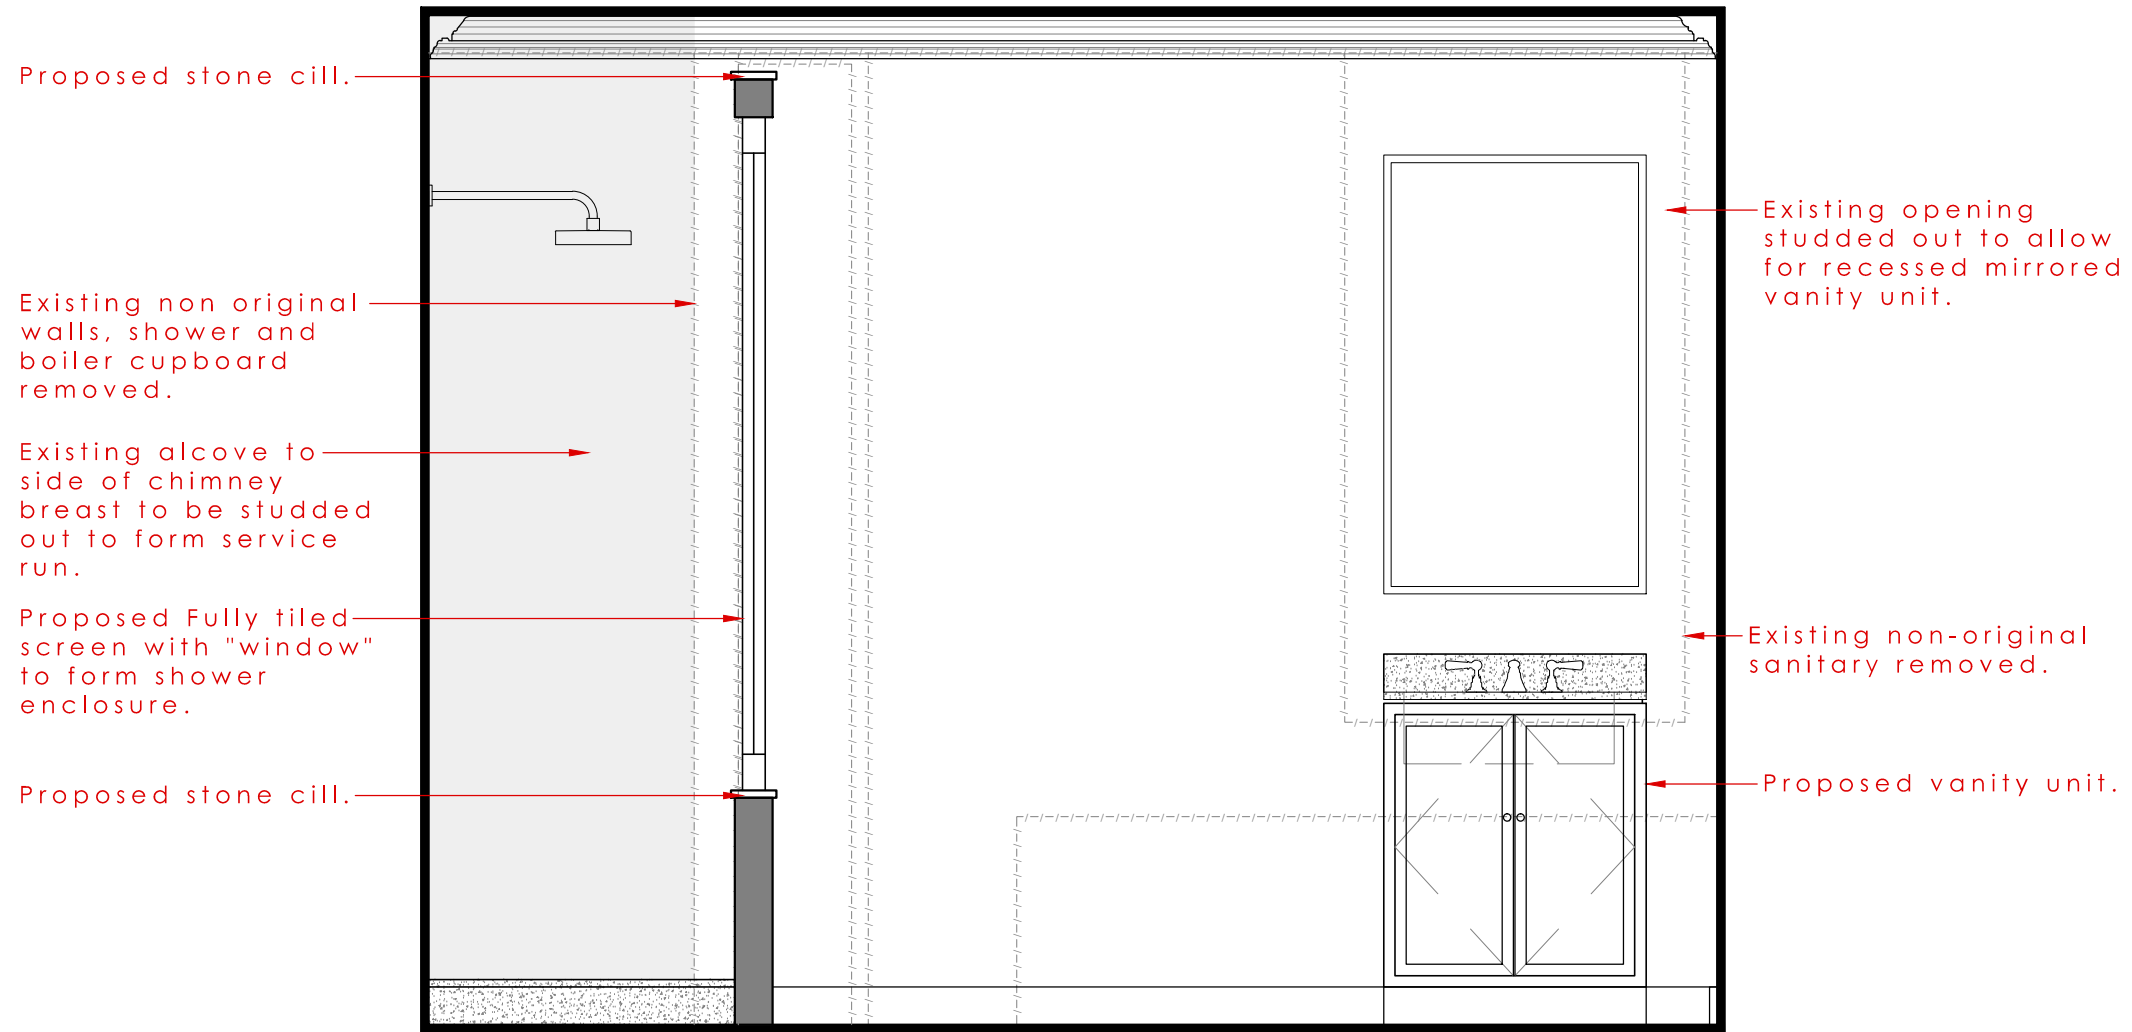 Proposed stone cill.
Existing non original
walls, shower and
boiler cupboard
removed.
Existing alcove to
side of chimney
breast to be studded
out to form service
run.
Proposed Fully tiled
screen with "window"
to form shower
enclosure.
Proposed stone cill.
Existing opening
studded out to allow
for recessed mirrored
vanity unit.
Existing non-original
sanitary removed.
Proposed vanity unit.